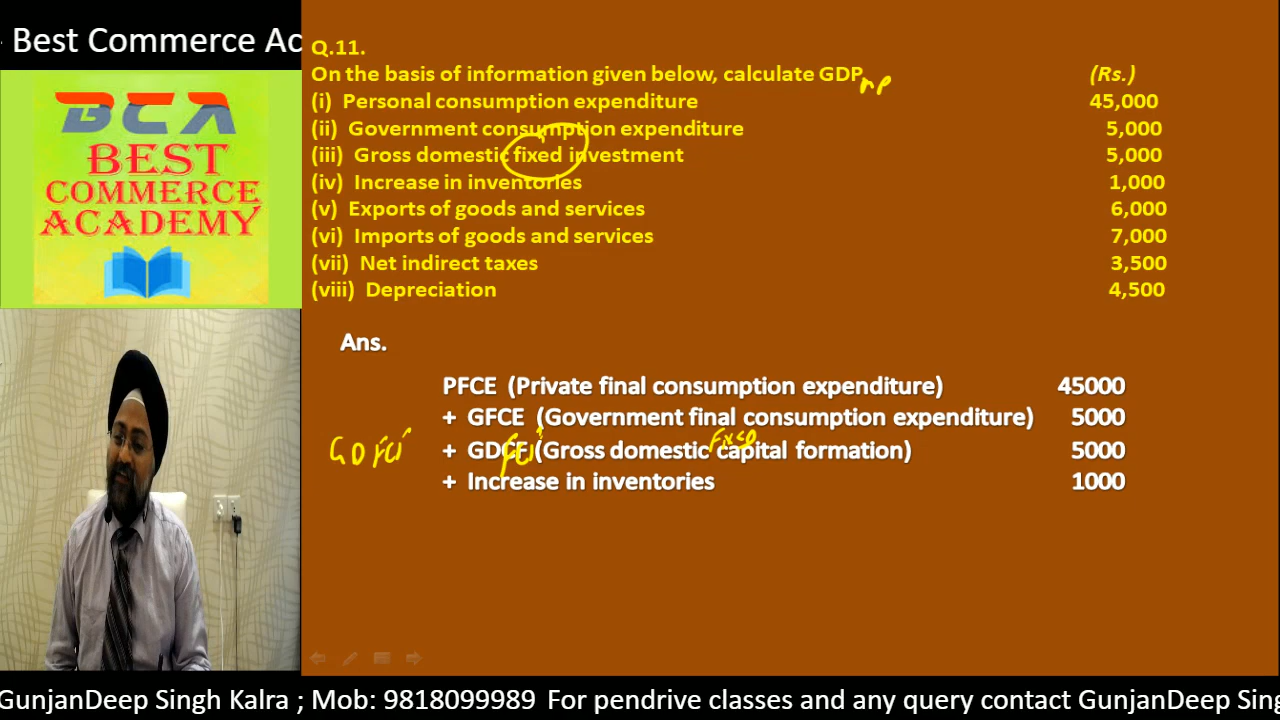 Best Commerce Ac
BCA
BEST
COMMERCE
ACADEMY
Q.11.
On the basis of information given below, calculate GDP mp (Rs.)
(i) Personal consumption expenditure 45,000
(ii) Government consumption expenditure 5,000
(iii) Gross domestic fixed investment 5,000
(iv) Increase in inventories 1,000
(v) Exports of goods and services 6,000
(vi) Imports of goods and services 7,000
(vii) Net indirect taxes 3,500
(viii) Depreciation 4,500
Ans.
PFCE (Private final consumption expenditure) 45000
+ GFCE (Government final consumption expenditure) 5000
Fixed
+ GDCF (Gross domestic capital formation) 5000
+ Increase in inventories 1000
GunjanDeep Singh Kalra ; Mob: 9818099989 For pendrive classes and any query contact GunjanDeep Sing